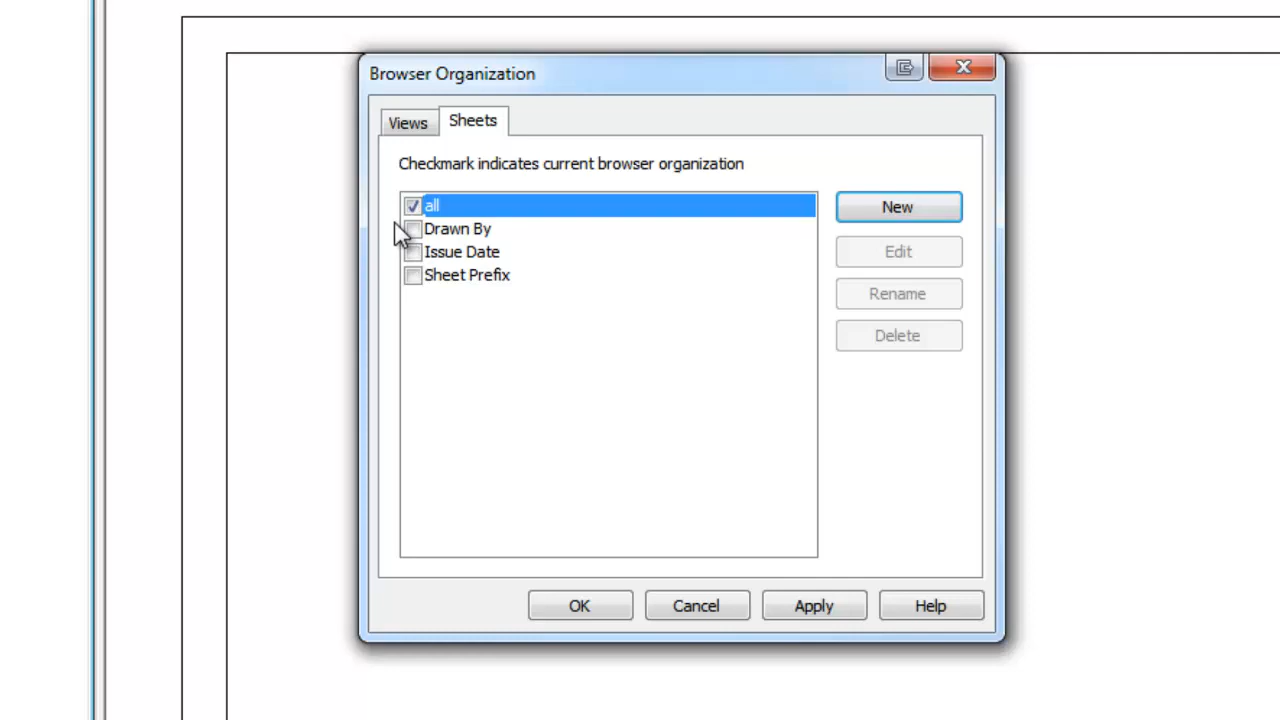 Browser Organization
Views
Sheets
Checkmark indicates current browser organization
all
Drawn By
Issue Date
Sheet Prefix
New
Edit
Rename
Delete
OK
Cancel
Apply
Help